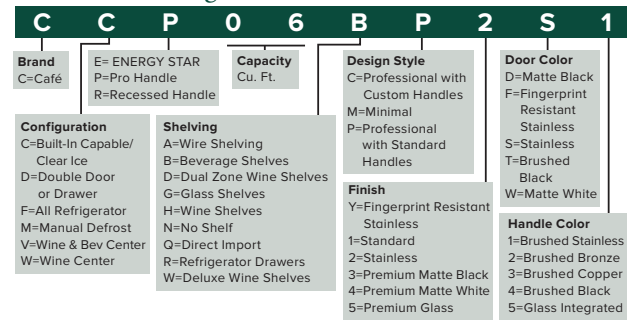 C C P 0 6 B P 2 S 1
Brand
C=Café
E= ENERGY STAR
P=Pro Handle
R=Recessed Handle
Capacity
Cu. Ft.
Design Style
C=Professional with
Custom Handles
M=Minimal
P=Professional
with Standard
Handles
Door Color
D=Matte Black
F=Fingerprint
Resistant
Stainless
S=Stainless
T=Brushed
Black
W=Matte White
Configuration
C=Built-In Capable/
Clear Ice
D=Double Door
or Drawer
F=All Refrigerator
M=Manual Defrost
V=Wine & Bev Center
W=Wine Center
Shelving
A=Wire Shelving
B=Beverage Shelves
D=Dual Zone Wine Shelves
G=Glass Shelves
H=Wine Shelves
N=No Shelf
Q=Direct Import
R=Refrigerator Drawers
W=Deluxe Wine Shelves
Finish
Y=Fingerprint Resistant
Stainless
1=Standard
2=Stainless
3=Premium Matte Black
4=Premium Matte White
5=Premium Glass
Handle Color
1=Brushed Stainless
2=Brushed Bronze
3=Brushed Copper
4=Brushed Black
5=Glass Integrated